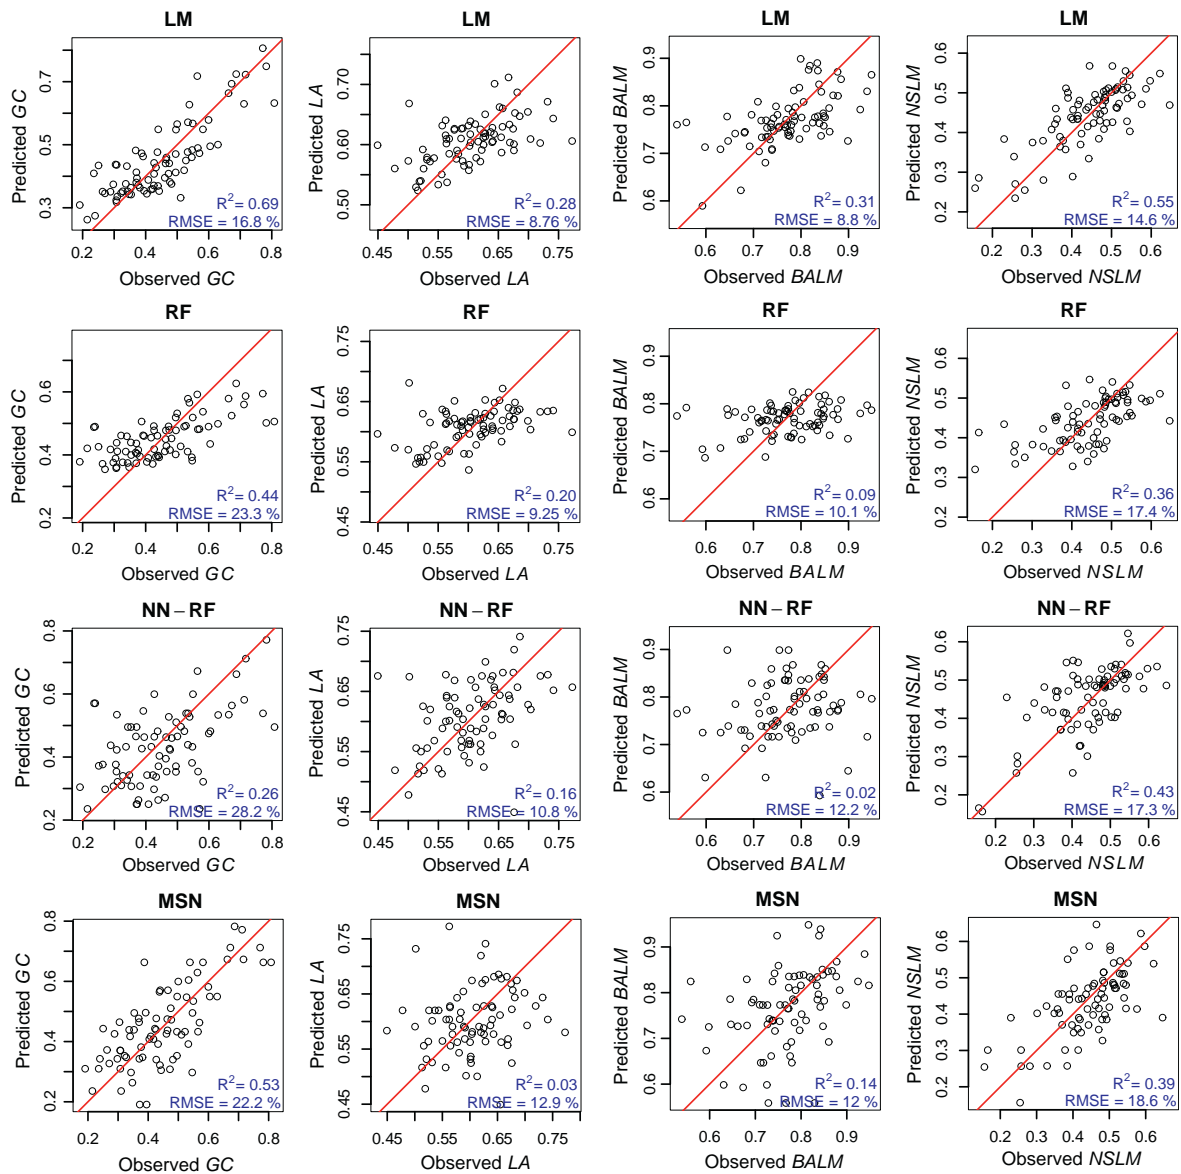 LM
LM
LM
LM
Predicted GC
0.3 0.5 0.7
R² = 0.69
RMSE = 16.8 %
0.2 0.4 0.6 0.8
Observed GC
Predicted LA
0.50 0.60 0.70
R² = 0.28
RMSE = 8.76 %
0.45 0.55 0.65 0.75
Observed LA
Predicted BALM
0.6 0.7 0.8 0.9
R² = 0.31
RMSE = 8.8 %
0.6 0.7 0.8 0.9
Observed BALM
Predicted NSLM
0.2 0.3 0.4 0.5 0.6
R² = 0.55
RMSE = 14.6 %
0.2 0.3 0.4 0.5 0.6
Observed NSLM
RF
RF
RF
RF
Predicted GC
0.2 0.4 0.6
R² = 0.44
RMSE = 23.3 %
0.2 0.4 0.6 0.8
Observed GC
Predicted LA
0.45 0.55 0.65 0.75
R² = 0.20
RMSE = 9.25 %
0.45 0.55 0.65 0.75
Observed LA
Predicted BALM
0.6 0.7 0.8 0.9
R² = 0.09
RMSE = 10.1 %
0.6 0.7 0.8 0.9
Observed BALM
Predicted NSLM
0.2 0.3 0.4 0.5 0.6
R² = 0.36
RMSE = 17.4 %
0.2 0.3 0.4 0.5 0.6
Observed NSLM
NN – RF
NN – RF
NN – RF
NN – RF
Predicted GC
0.2 0.4 0.6 0.8
R² = 0.26
RMSE = 28.2 %
0.2 0.4 0.6 0.8
Observed GC
Predicted LA
0.45 0.55 0.65 0.75
R² = 0.16
RMSE = 10.8 %
0.45 0.55 0.65 0.75
Observed LA
Predicted BALM
0.6 0.7 0.8 0.9
R² = 0.02
RMSE = 12.2 %
0.6 0.7 0.8 0.9
Observed BALM
Predicted NSLM
0.2 0.3 0.4 0.5 0.6
R² = 0.43
RMSE = 17.3 %
0.2 0.3 0.4 0.5 0.6
Observed NSLM
MSN
MSN
MSN
MSN
Predicted GC
0.2 0.4 0.6 0.8
R² = 0.53
RMSE = 22.2 %
0.2 0.4 0.6 0.8
Observed GC
Predicted LA
0.45 0.55 0.65 0.75
R² = 0.03
RMSE = 12.9 %
0.45 0.55 0.65 0.75
Observed LA
Predicted BALM
0.6 0.7 0.8 0.9
R² = 0.14
RMSE = 12 %
0.6 0.7 0.8 0.9
Observed BALM
Predicted NSLM
0.2 0.3 0.4 0.5 0.6
R² = 0.39
RMSE = 18.6 %
0.2 0.3 0.4 0.5 0.6
Observed NSLM